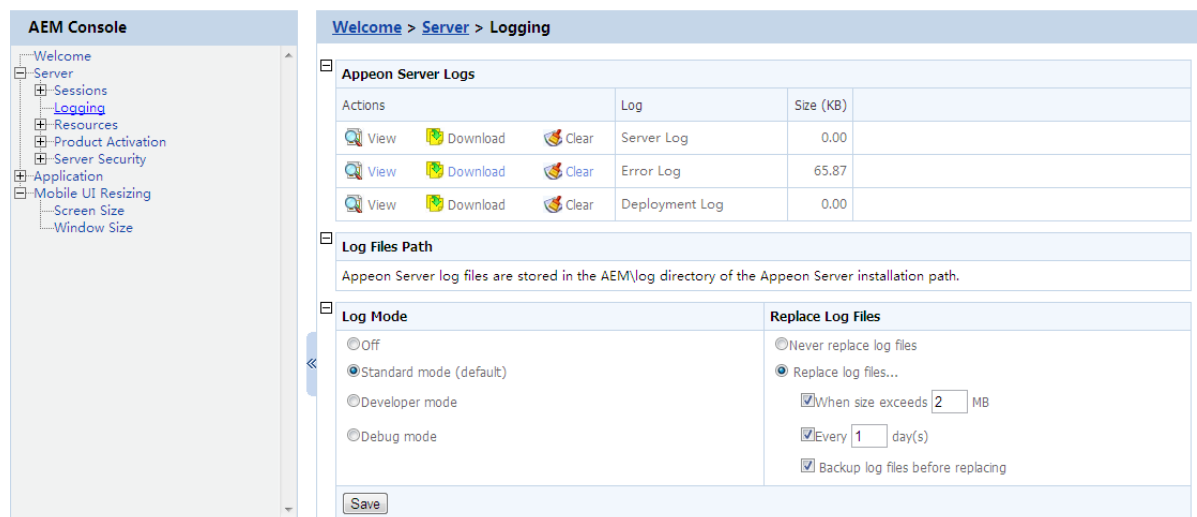 AEM Console
Welcome
Server
Sessions
Logging
Resources
Product Activation
Server Security
Application
Mobile UI Resizing
Screen Size
Window Size
Welcome > Server > Logging
Appeon Server Logs
Actions Log Size (KB)
View Download Clear Server Log 0.00
View Download Clear Error Log 65.87
View Download Clear Deployment Log 0.00
Log Files Path
Appeon Server log files are stored in the AEM\log directory of the Appeon Server installation path.
Log Mode
Off
Standard mode (default)
Developer mode
Debug mode
Replace Log Files
Never replace log files
Replace log files...
When size exceeds 2 MB
Every 1 day(s)
Backup log files before replacing
Save